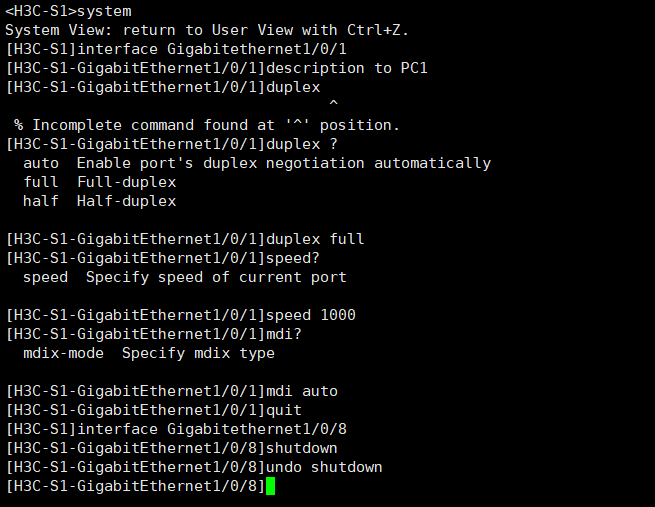 <H3C-S1>system
System View: return to User View with Ctrl+Z.
[H3C-S1]interface Gigabitethernet1/0/1
[H3C-S1-GigabitEthernet1/0/1]description to PC1
[H3C-S1-GigabitEthernet1/0/1]duplex
^
% Incomplete command found at '^' position.
[H3C-S1-GigabitEthernet1/0/1]duplex ?
auto  Enable port's duplex negotiation automatically
full  Full-duplex
half  Half-duplex
[H3C-S1-GigabitEthernet1/0/1]duplex full
[H3C-S1-GigabitEthernet1/0/1]speed?
speed  Specify speed of current port
[H3C-S1-GigabitEthernet1/0/1]speed 1000
[H3C-S1-GigabitEthernet1/0/1]mdi?
mdix-mode  Specify mdix type
[H3C-S1-GigabitEthernet1/0/1]mdi auto
[H3C-S1-GigabitEthernet1/0/1]quit
[H3C-S1]interface Gigabitethernet1/0/8
[H3C-S1-GigabitEthernet1/0/8]shutdown
[H3C-S1-GigabitEthernet1/0/8]undo shutdown
[H3C-S1-GigabitEthernet1/0/8]